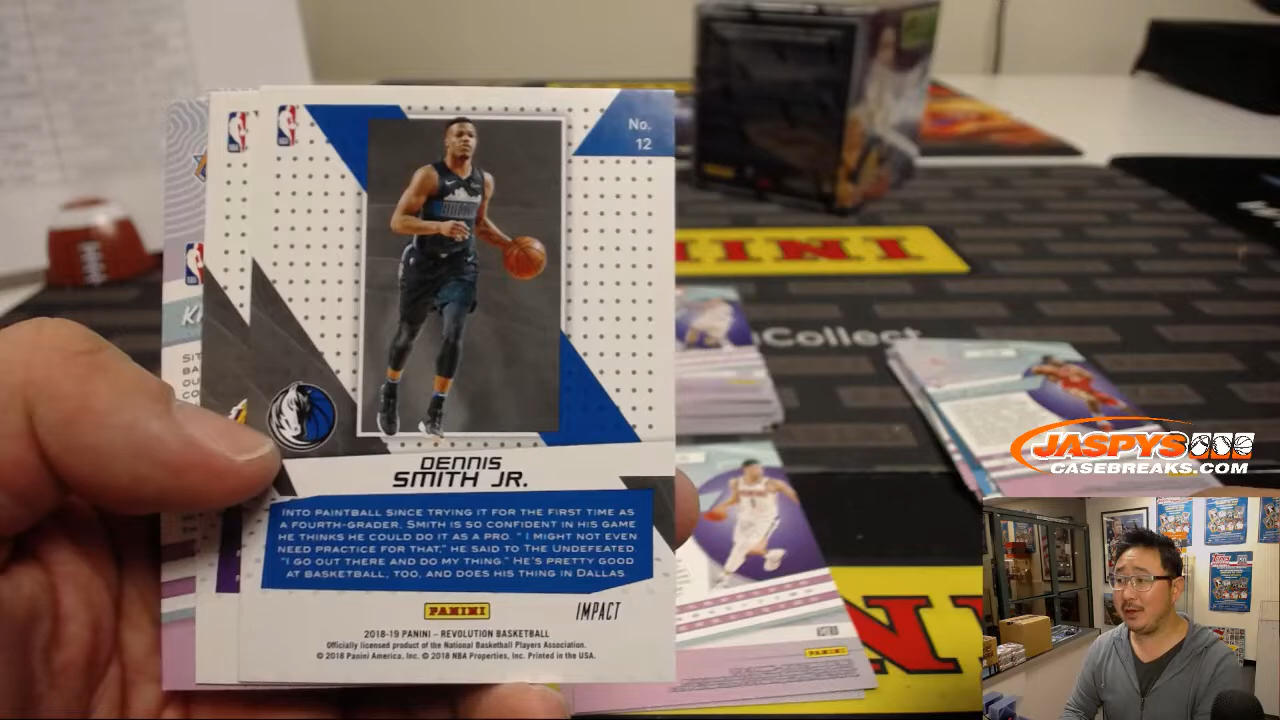 No.
12
DENNIS
SMITH JR.
INTO PAINTBALL SINCE TRYING IT FOR THE FIRST TIME AS
A FOURTH-GRADER, SMITH IS SO CONFIDENT IN HIS GAME
HE THINKS HE COULD DO IT AS A PRO. "I MIGHT NOT EVEN
NEED PRACTICE FOR THAT," HE SAID TO THE UNDEFEATED.
"I GO OUT THERE AND DO MY THING." HE'S PRETTY GOOD
AT BASKETBALL, TOO, AND DOES HIS THING IN DALLAS.
PANINI
IMPACT
2018-19 PANINI – REVOLUTION BASKETBALL
Officially licensed product of the National Basketball Players Association.
© 2018 Panini America, Inc. © 2018 NBA Properties, Inc. Printed in the USA.
ININI
Collect
JASPYS
CASEBREAKS.COM
PANINI